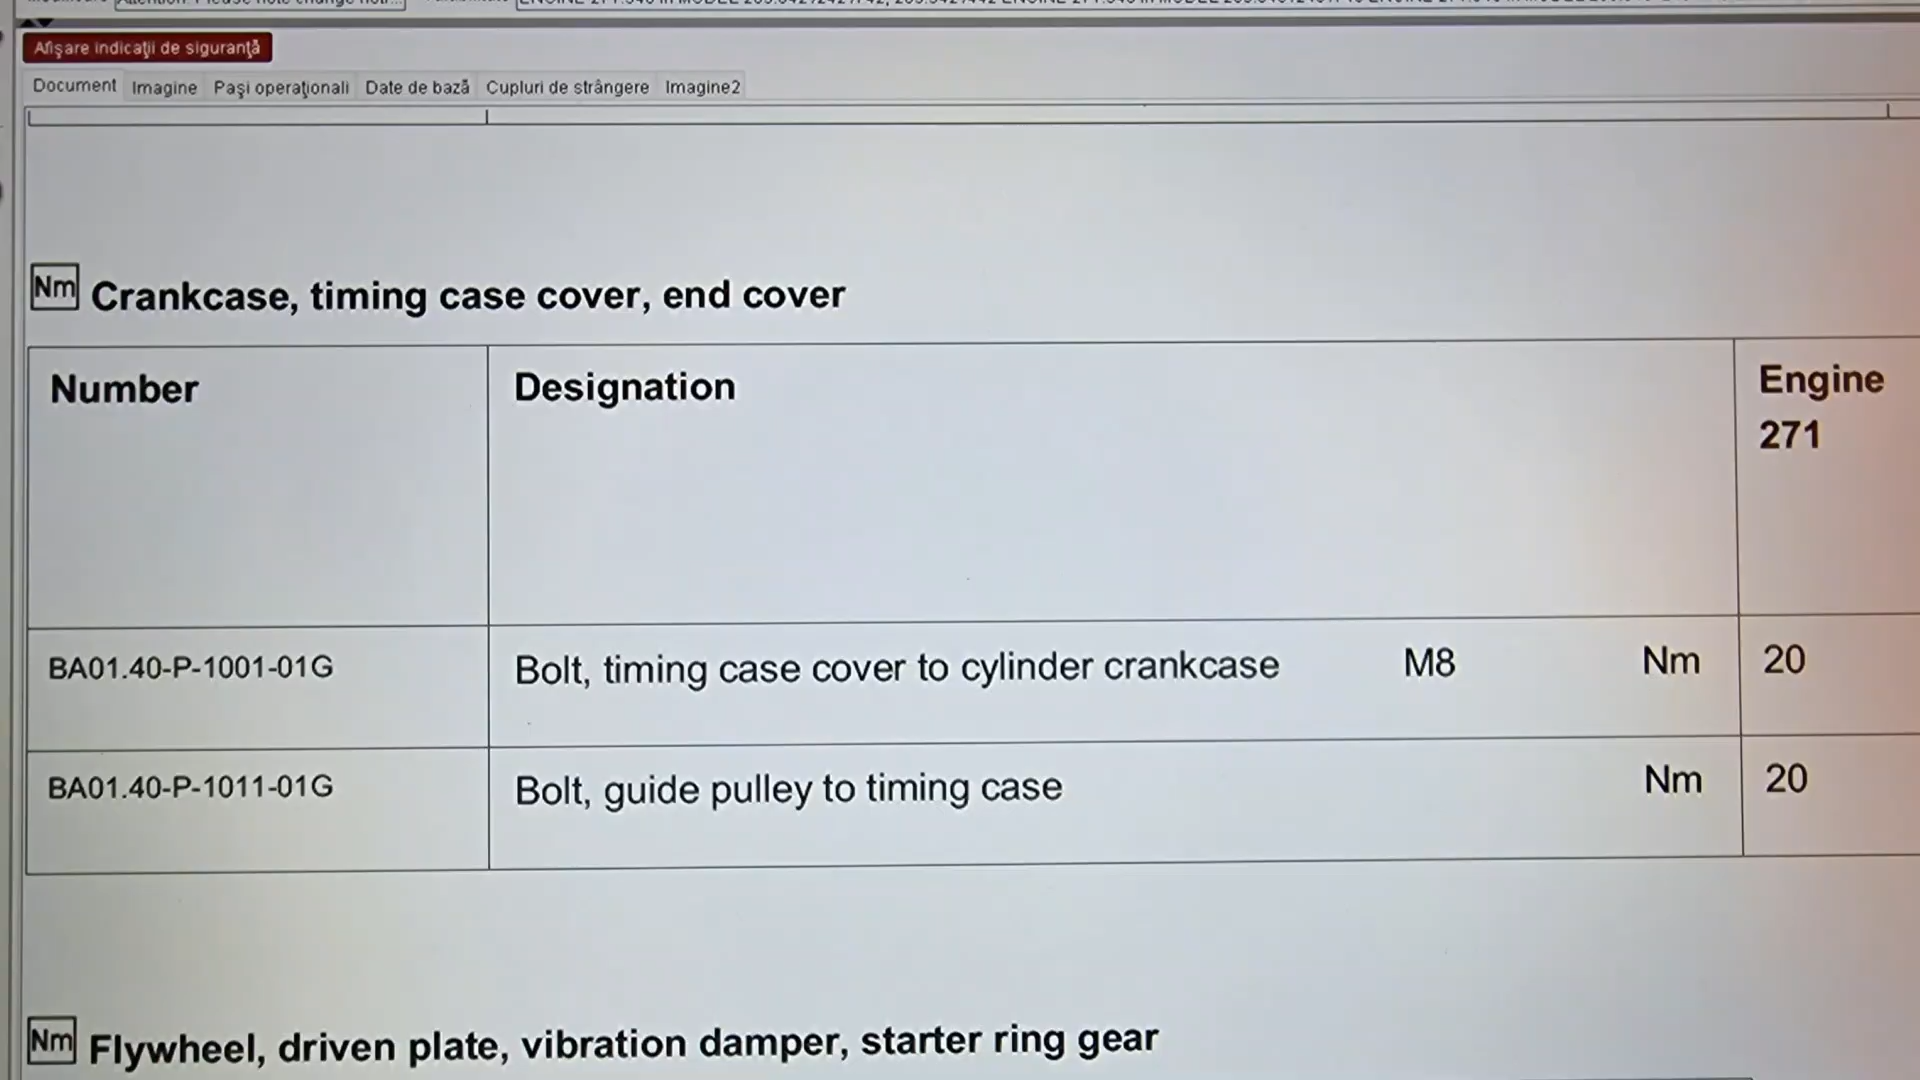 Afişare indicaţii de siguranţă
Document Imagine Paşi operaţionali Date de bază Cupluri de strângere Imagine2
Nm Crankcase, timing case cover, end cover
Number Designation Engine
271
BA01.40-P-1001-01G Bolt, timing case cover to cylinder crankcase M8 Nm 20
BA01.40-P-1011-01G Bolt, guide pulley to timing case Nm 20
Nm Flywheel, driven plate, vibration damper, starter ring gear